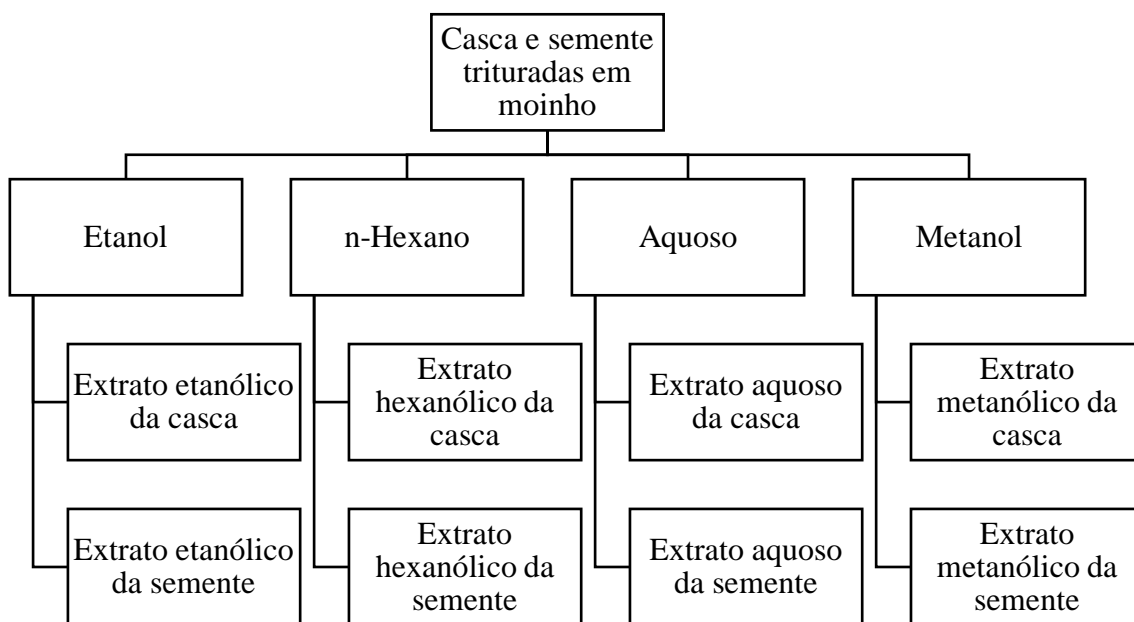 Casca e semente
trituradas em
moinho
Etanol
n-Hexano
Aquoso
Metanol
Extrato etanólico
da casca
Extrato
hexanólico da
casca
Extrato aquoso
da casca
Extrato
metanólico da
casca
Extrato etanólico
da semente
Extrato
hexanólico da
semente
Extrato aquoso
da semente
Extrato
metanólico da
semente